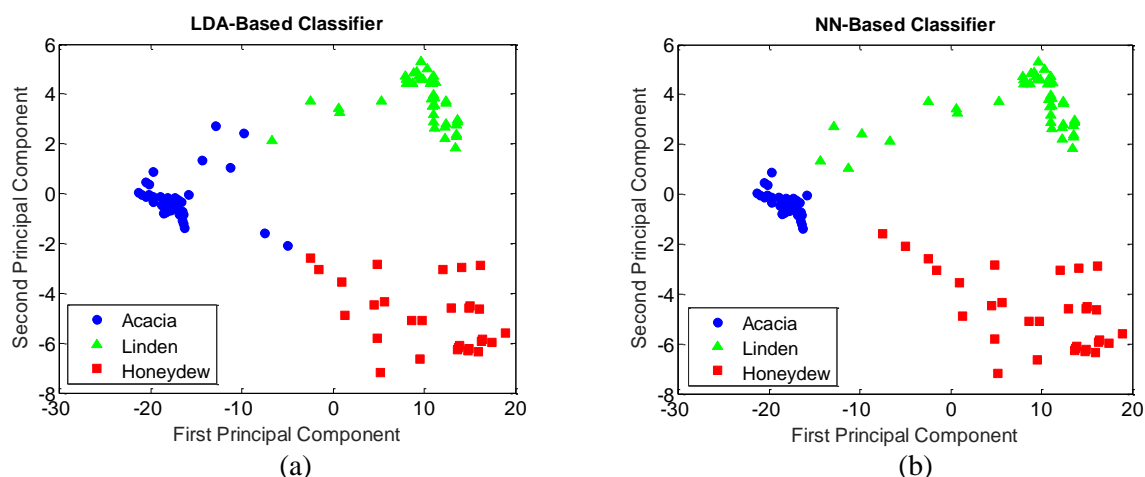 LDA-Based Classifier
6
4
2
0
-2
-4
-6
-8
Second Principal Component
Acacia
Linden
Honeydew
-30 -20 -10 0 10 20
First Principal Component
(a)
NN-Based Classifier
6
4
2
0
-2
-4
-6
-8
Second Principal Component
Acacia
Linden
Honeydew
-30 -20 -10 0 10 20
First Principal Component
(b)